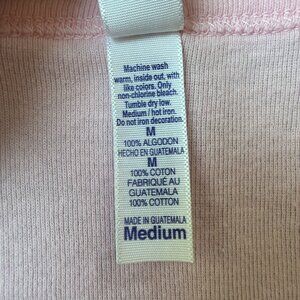 Machine wash
warm, inside out, with
like colors. Only
non-chlorine bleach.
Tumble dry low.
Medium / hot iron.
Do not iron decoration.
M
100% ALGODON
HECHO EN GUATEMALA
M
100% COTON
FABRIQUÉ AU
GUATEMALA
100% COTTON
MADE IN GUATEMALA
Medium